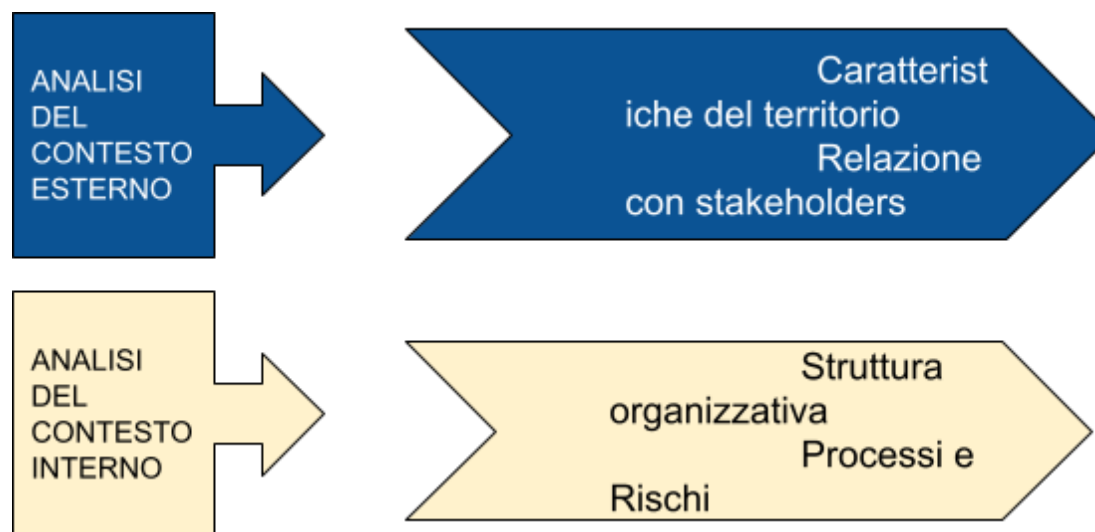 ANALISI
DEL
CONTESTO
ESTERNO
Caratterist
iche del territorio
Relazione
con stakeholders
ANALISI
DEL
CONTESTO
INTERNO
Struttura
organizzativa
Processi e
Rischi